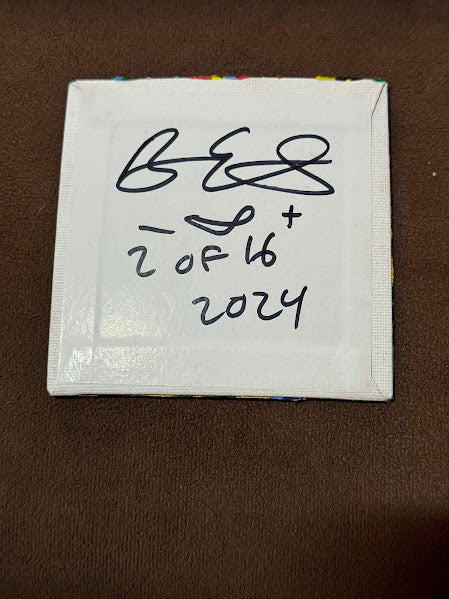 - ∞ +
2 OF 16
2024